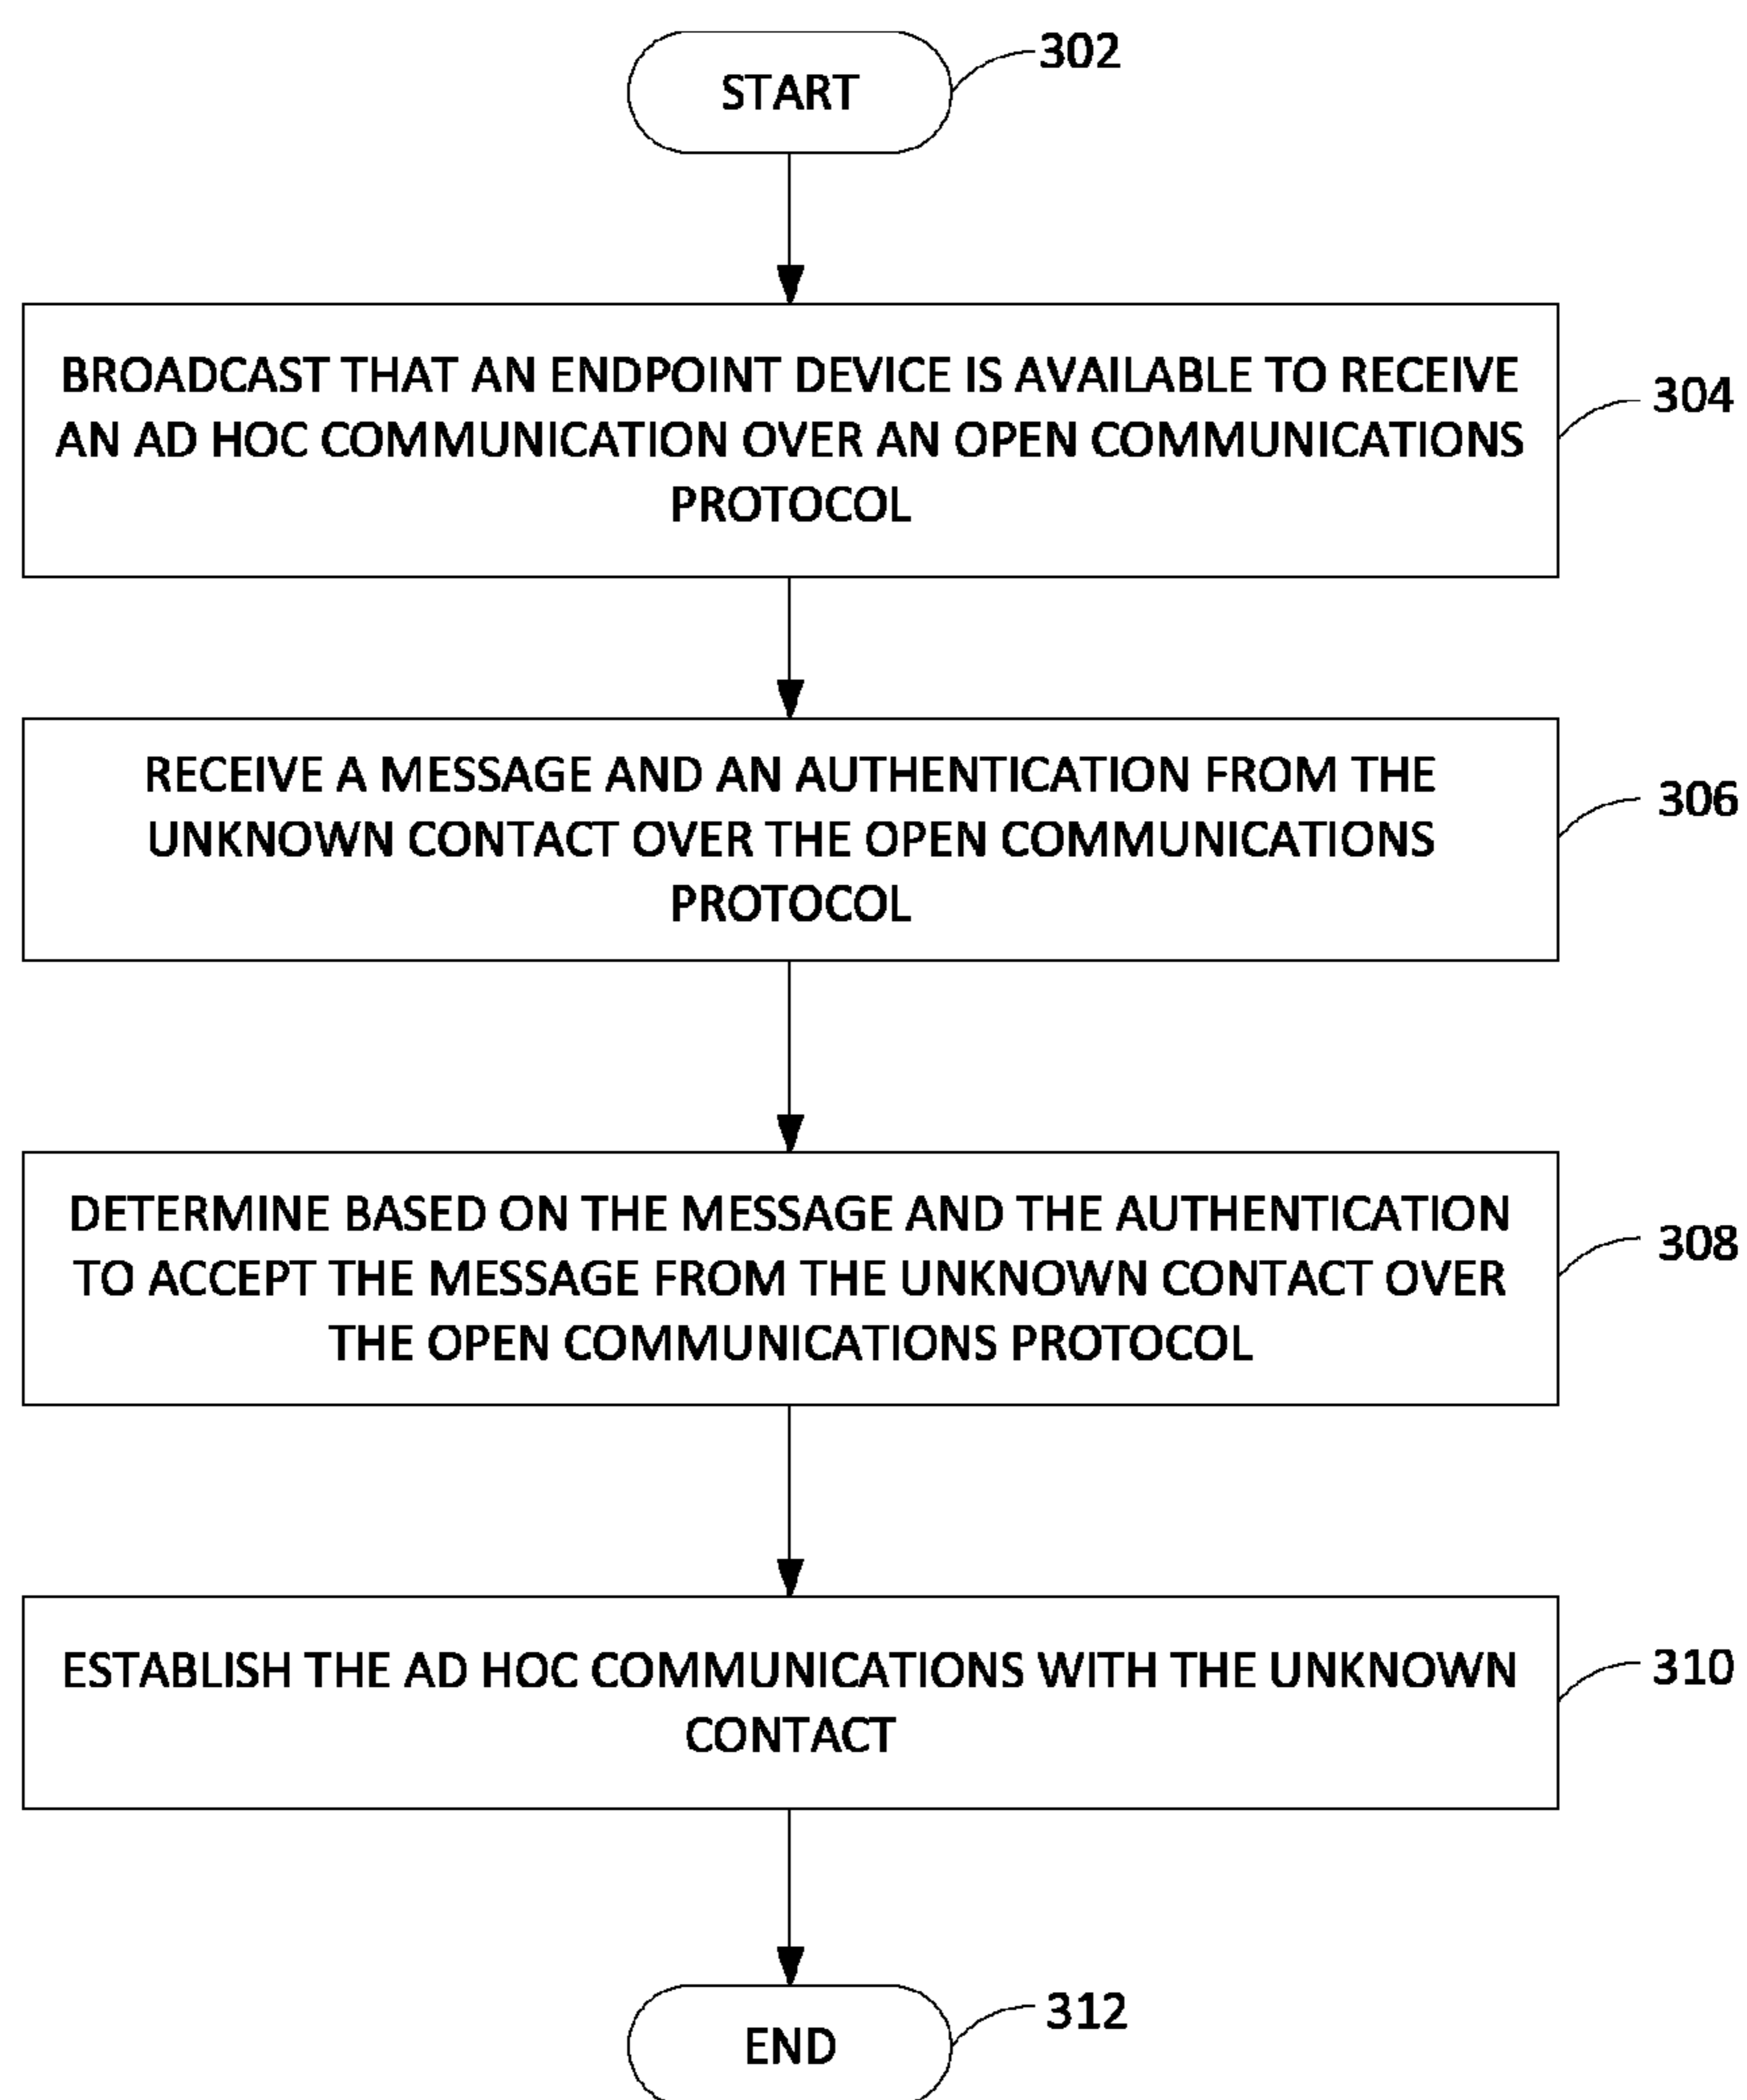 START
302
BROADCAST THAT AN ENDPOINT DEVICE IS AVAILABLE TO RECEIVE
AN AD HOC COMMUNICATION OVER AN OPEN COMMUNICATIONS
PROTOCOL
304
RECEIVE A MESSAGE AND AN AUTHENTICATION FROM THE
UNKNOWN CONTACT OVER THE OPEN COMMUNICATIONS
PROTOCOL
306
DETERMINE BASED ON THE MESSAGE AND THE AUTHENTICATION
TO ACCEPT THE MESSAGE FROM THE UNKNOWN CONTACT OVER
THE OPEN COMMUNICATIONS PROTOCOL
308
ESTABLISH THE AD HOC COMMUNICATIONS WITH THE UNKNOWN
CONTACT
310
END
312